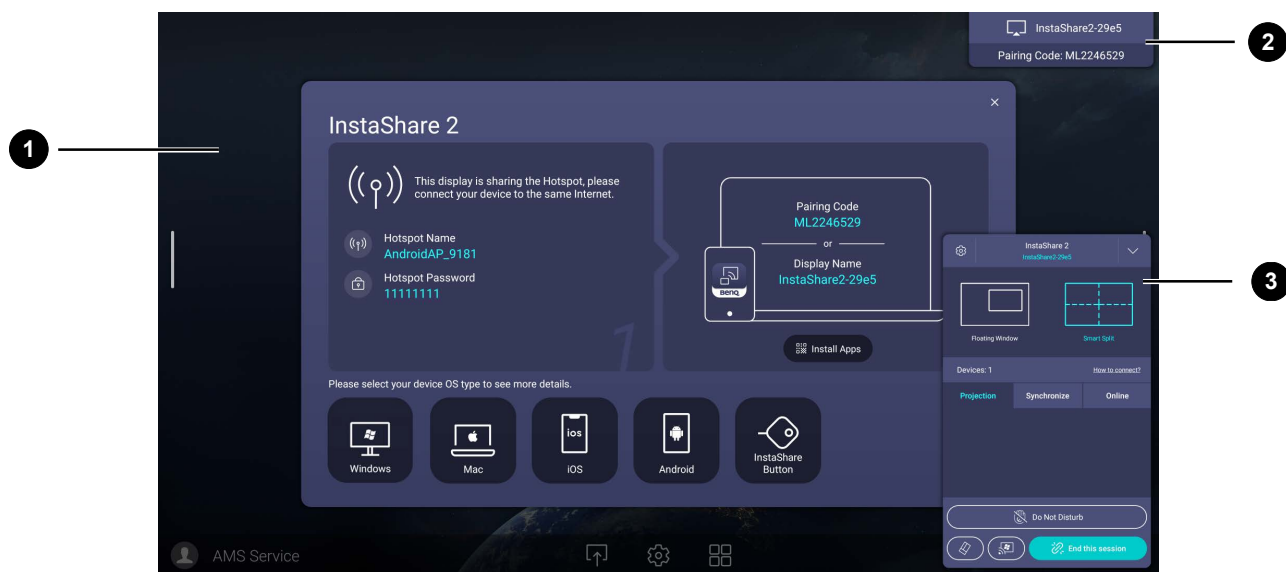 InstaShare2-29e5
Pairing Code: ML2246529
2
1
InstaShare 2
This display is sharing the Hotspot, please
connect your device to the same Internet.
Hotspot Name
AndroidAP_9181
Hotspot Password
11111111
1
Pairing Code
ML2246529
or
Display Name
InstaShare2-29e5
BenQ
Install Apps
Please select your device OS type to see more details.
Windows
Mac
ios
iOS
Android
InstaShare
Button
InstaShare 2
InstaShare2-29e5
3
Floating Window
Smart Split
Devices: 1
How to connect?
Projection
Synchronize
Online
Do Not Disturb
End this session
AMS Service